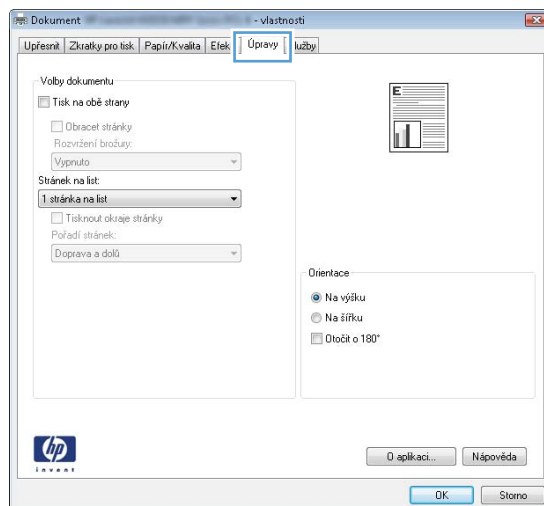 Dokument - vlastnosti
Upřesnit Zkratky pro tisk Papír/Kvalita Efek Úpravy lužby
Volby dokumentu
Tisk na obě strany
Obracet stránky
Rozvržení brožury:
Vypnuto
Stránek na list:
1 stránka na list
Tisknout okraje stránky
Pořadí stránek:
Doprava a dolů
E
Orientace
Na výšku
Na šířku
Otočit o 180°
hp
invent
O aplikaci... Nápověda
OK Storno